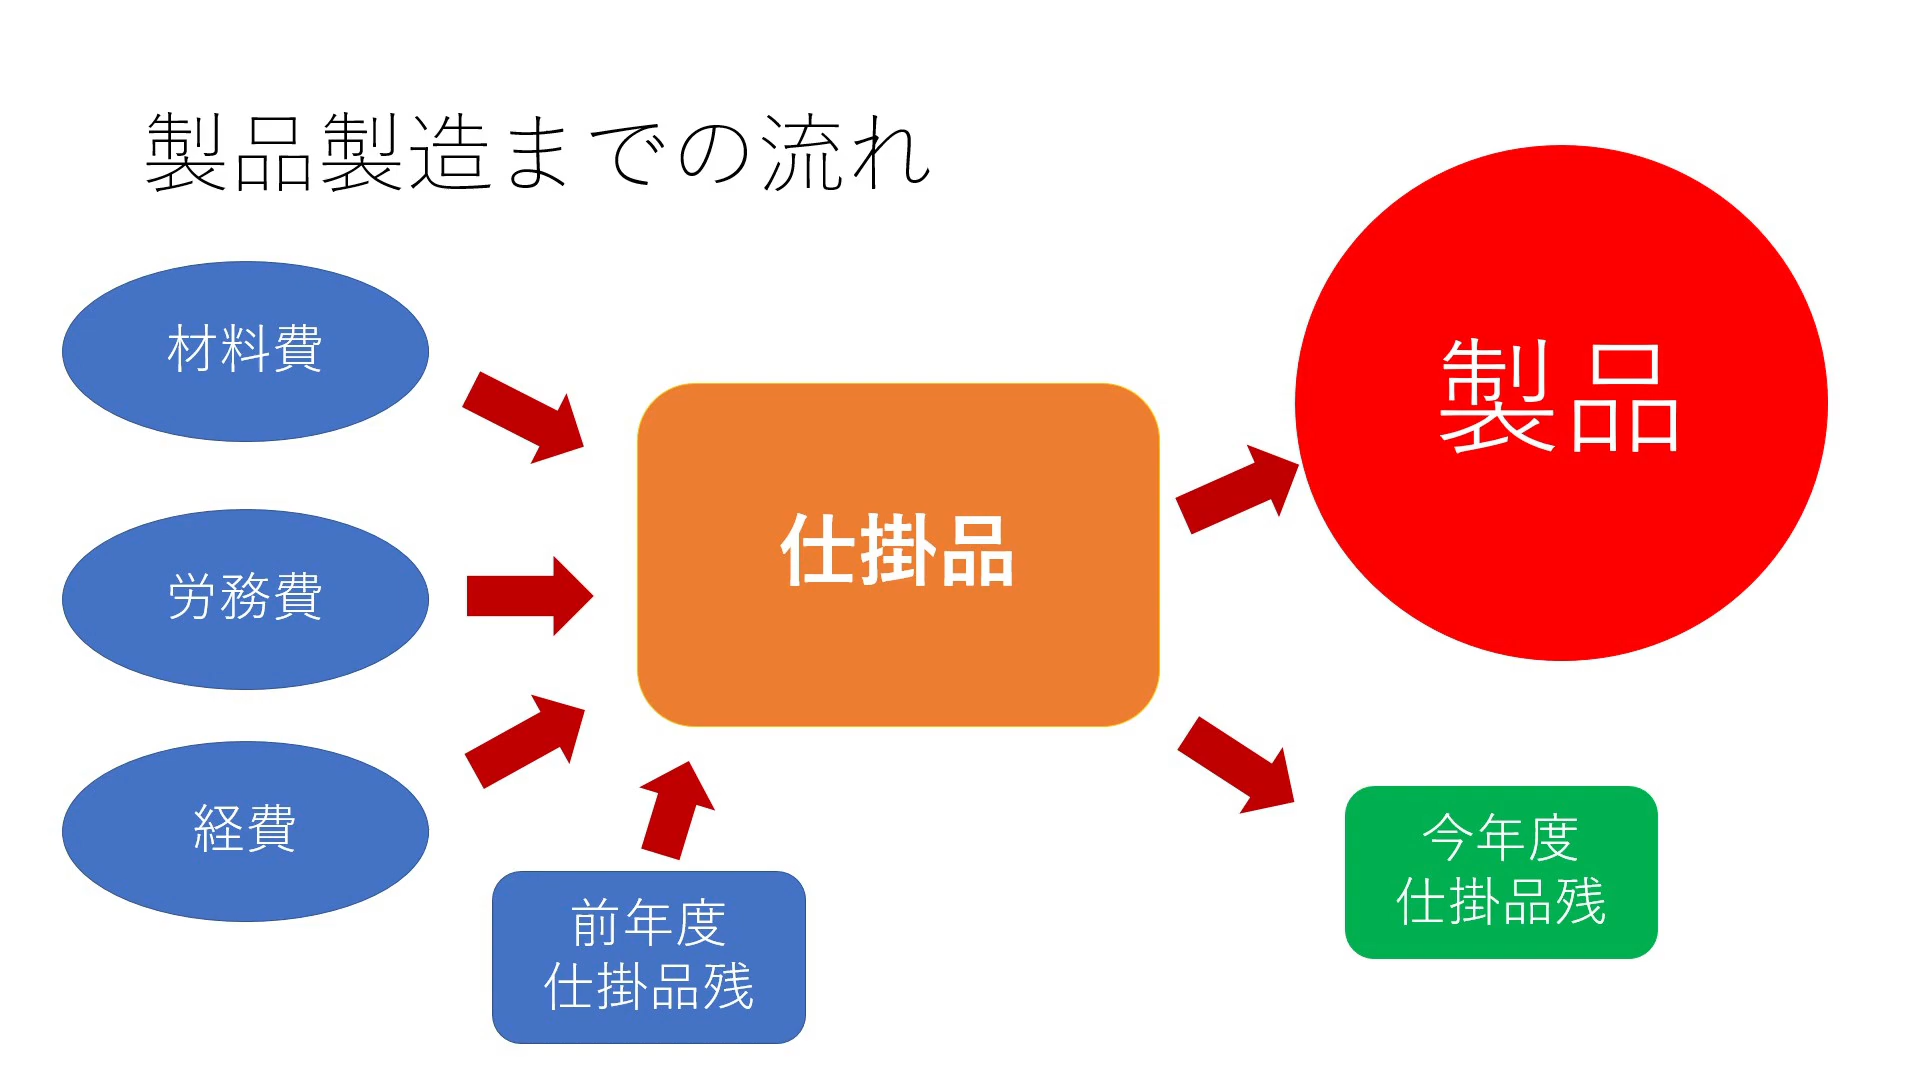 製品製造までの流れ
材料費
労務費
経費
前年度
仕掛品残
仕掛品
製品
今年度
仕掛品残